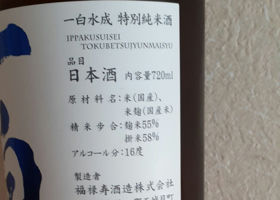 一白水成 特別純米酒
IPPAKUSUISEI
TOKUBETSUJYUNMAISYU
品目
日本酒 内容量720ml
原材料名：米(国産)、
米麹(国産米)
精米歩合：麹米55%
掛米58%
アルコール分：16度
製造者
福禄寿酒造株式会社